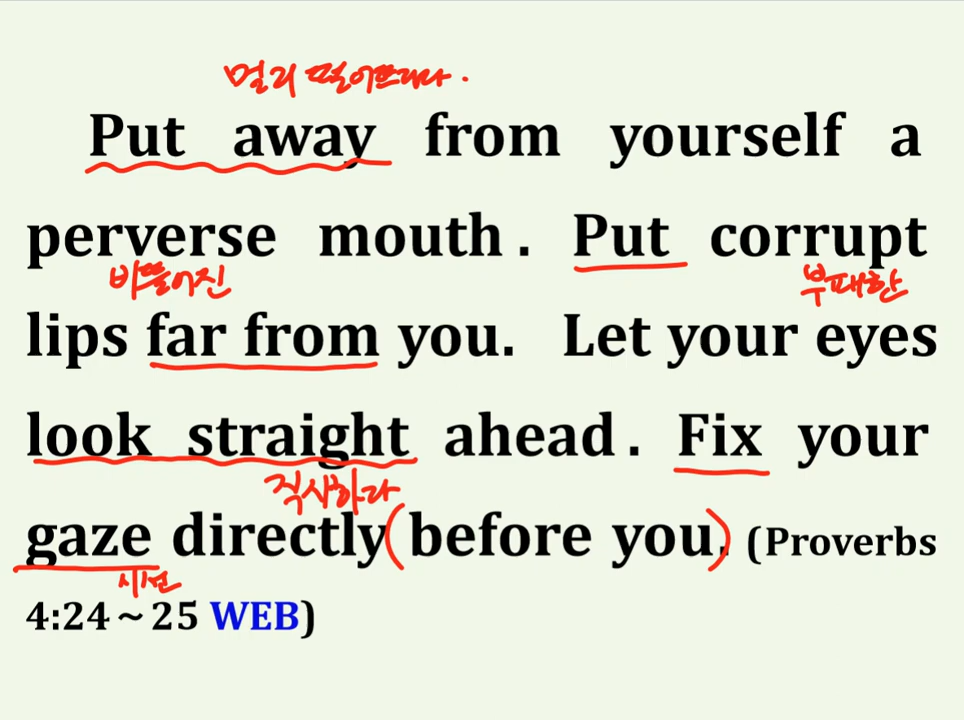 멀리 떨어뜨리라.
Put away from yourself a
perverse mouth. Put corrupt
비뚤어진 부패한
lips far from you. Let your eyes
look straight ahead. Fix your
직시하라
gaze directly (before you.) (Proverbs
시선
4:24~25 WEB)